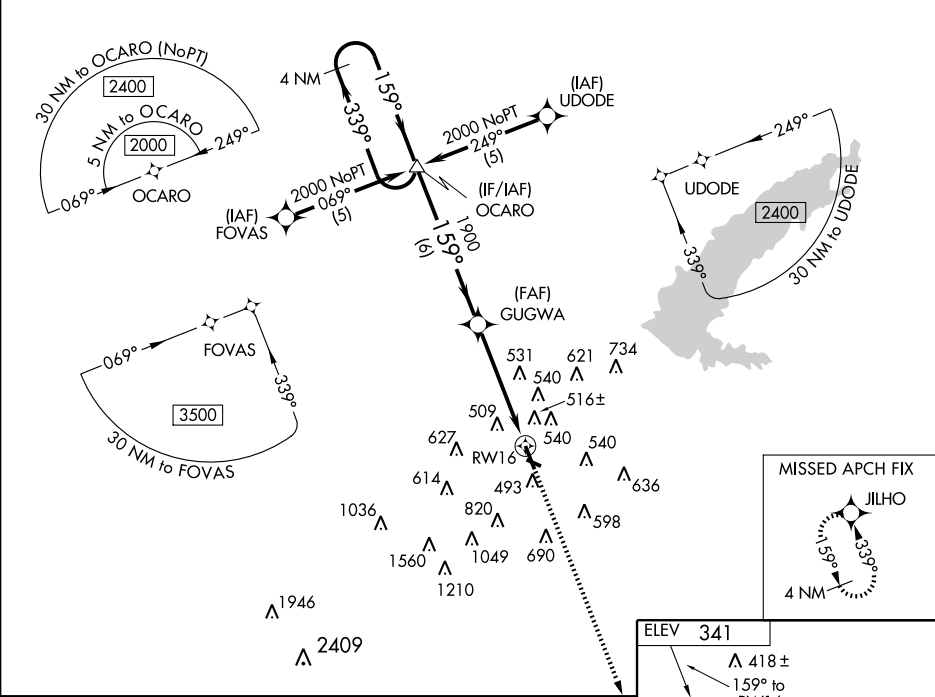 30 NM to OCARO (NoPT)
2400
5 NM to OCARO
2000
249°
069°
OCARO
4 NM
159°
339°
(IAF)
UDODE
2000 NoPT
249°
(5)
2000 NoPT
069°
(5)
(IAF)
FOVAS
(IF/IAF)
OCARO
1900
159°
(6)
249°
UDODE
2400
339°
30 NM to UDODE
(FAF)
GUGWA
069°
FOVAS
339°
3500
30 NM to FOVAS
531
621
734
540
516±
509
540
627
RW16
540
614
493
636
1036
820
598
1560
1049
690
1210
1946
2409
MISSED APCH FIX
JILHO
159°
339°
4 NM
ELEV 341
418±
159° to